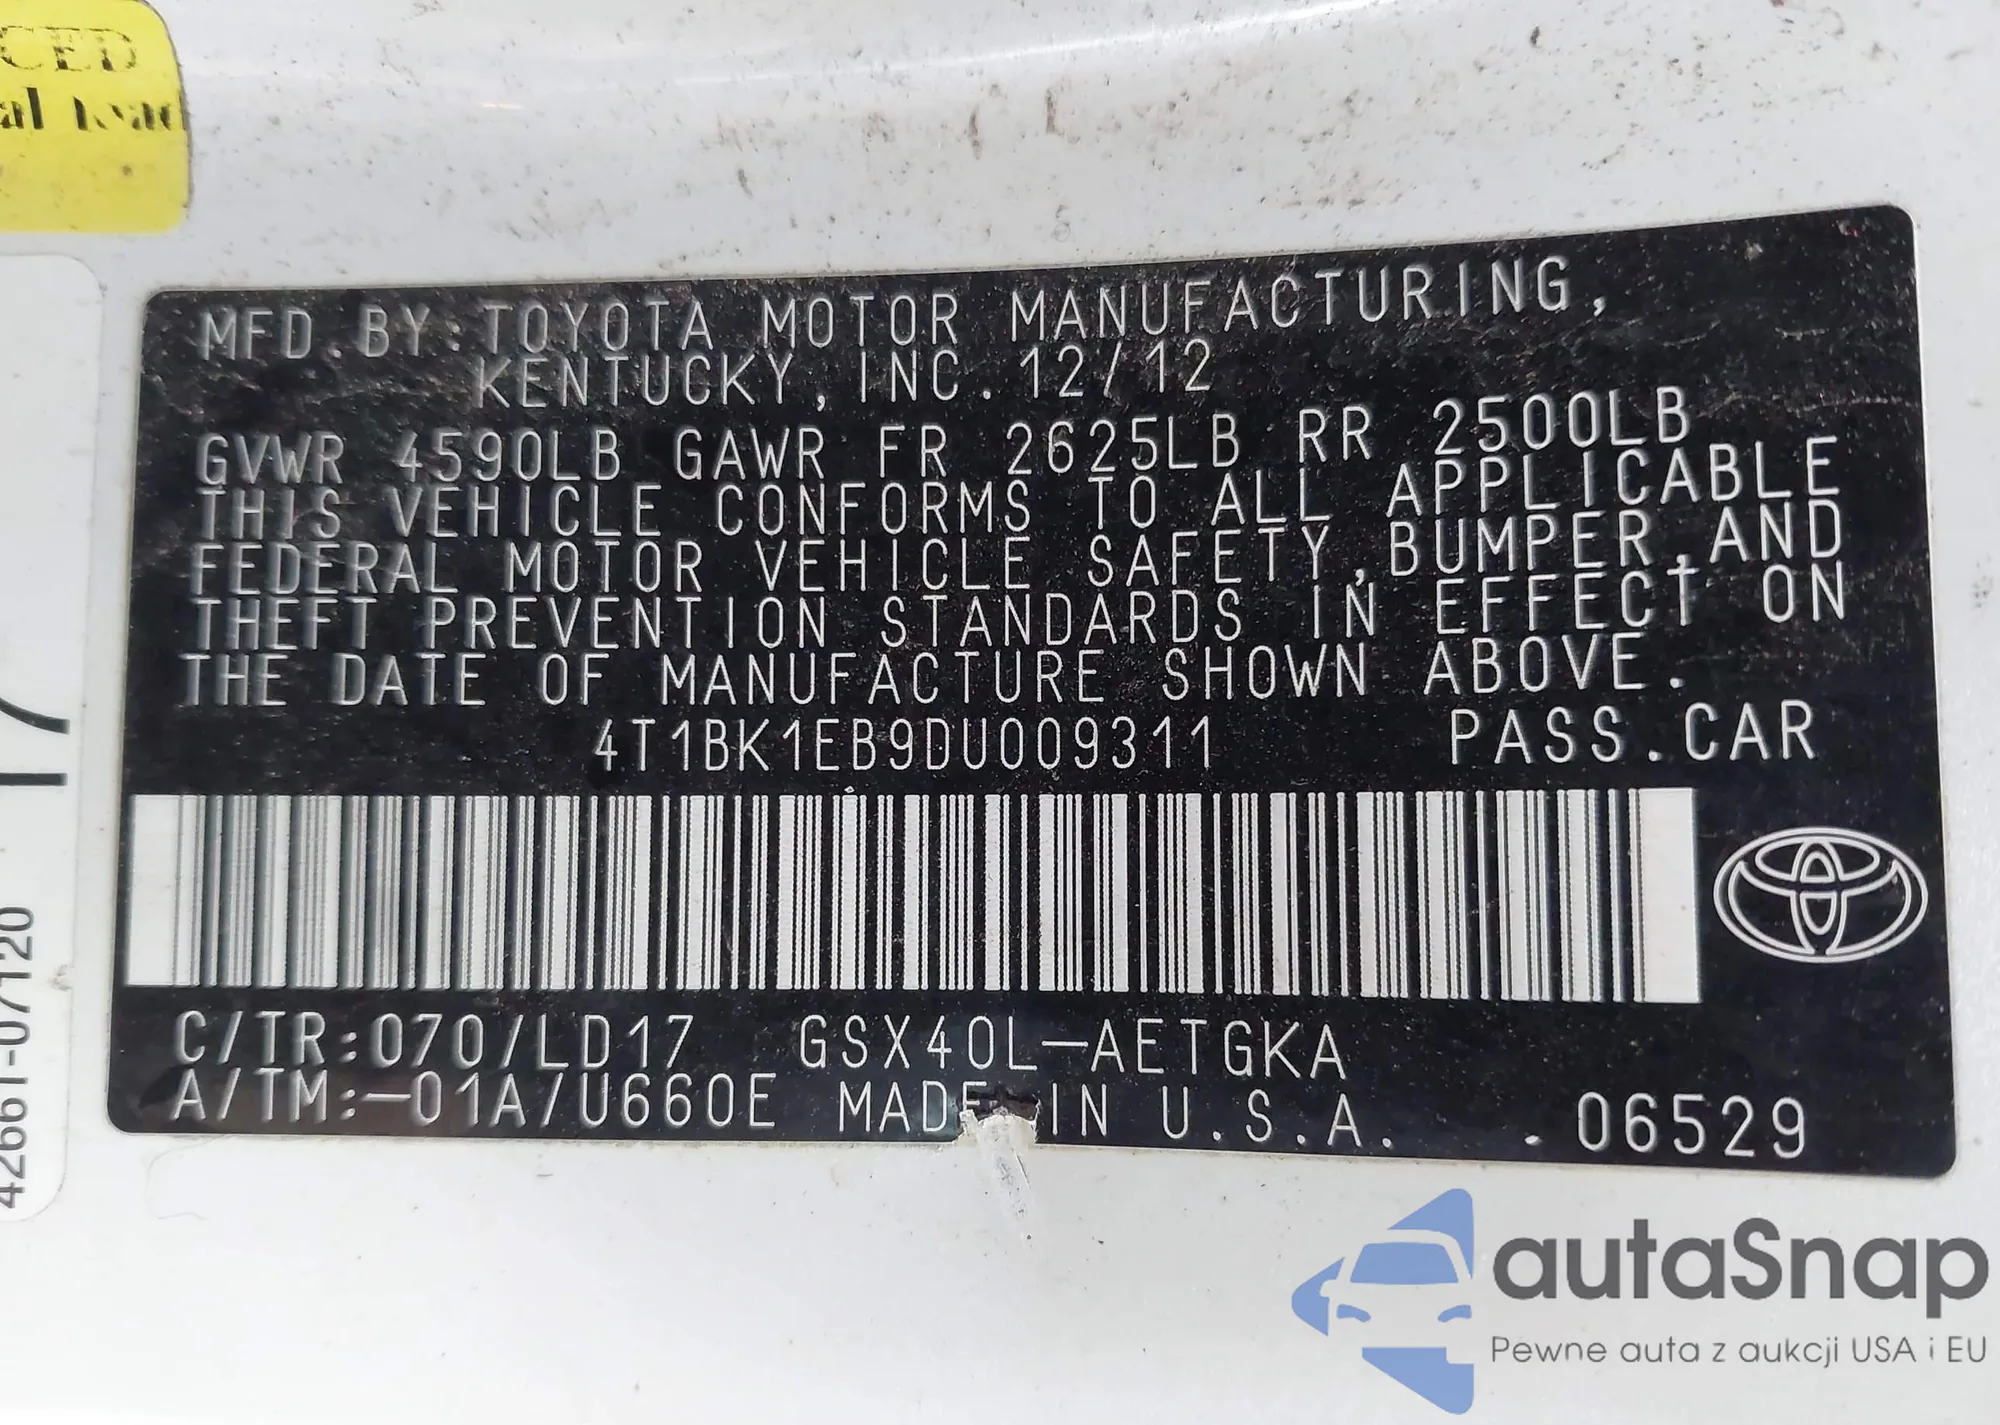 CED
MFD.BY:TOYOTA MOTOR MANUFACTURING,
KENTUCKY, INC. 12/12
GVWR 4590LB GAWR FR 2625LB RR 2500LB
THIS VEHICLE CONFORMS TO ALL APPLICABLE
FEDERAL MOTOR VEHICLE SAFETY,BUMPER,AND
THEFT PREVENTION STANDARDS IN EFFECT ON
THE DATE OF MANUFACTURE SHOWN ABOVE.
4T1BK1EB9DU009311 PASS.CAR
C/TR:070/LD17 GSX40L-AETGKA
A/TM:-01A/U660E MADE IN U.S.A. .06529
17
42661-07120
autaSnap
Pewne auta z aukcji USA i EU